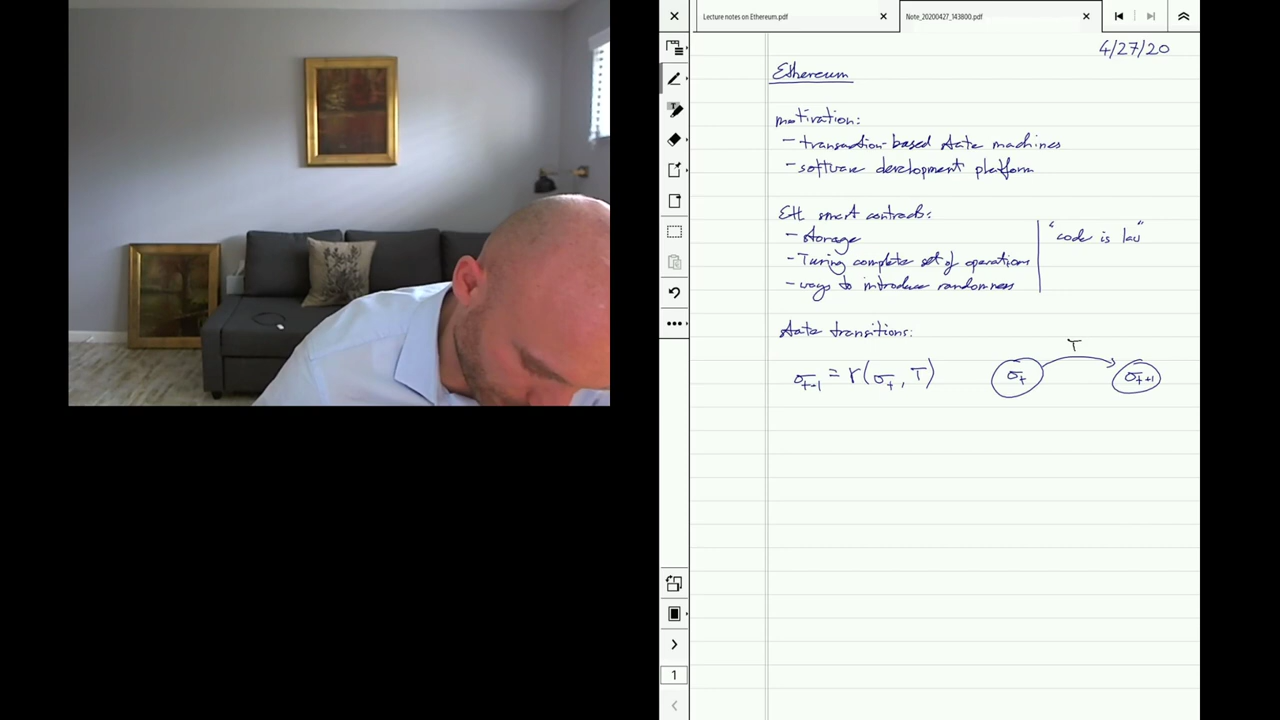 Lecture notes on Ethereum.pdf
Note_20200427_143800.pdf
4/27/20
Ethereum
motivation:
- transaction-based state machines
- software development platform
Eth smart contracts:
- storage
- Turing complete set of operations
- ways to introduce randomness
"code is law"
state transitions:
σt+1 = γ(σt, T)
T
σt
σt+1
1